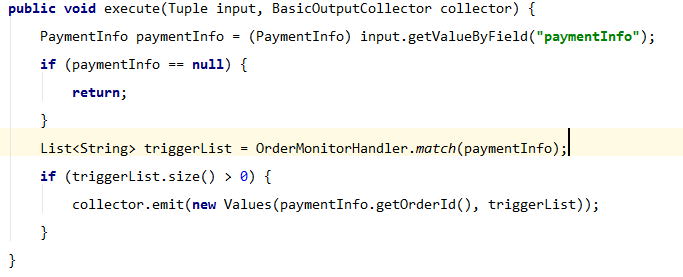 public void execute(Tuple input, BasicOutputCollector collector) {
    PaymentInfo paymentInfo = (PaymentInfo) input.getValueByField("paymentInfo");
    if (paymentInfo == null) {
        return;
    }
    List<String> triggerList = OrderMonitorHandler.match(paymentInfo);
    if (triggerList.size() > 0) {
        collector.emit(new Values(paymentInfo.getOrderId(), triggerList));
    }
}